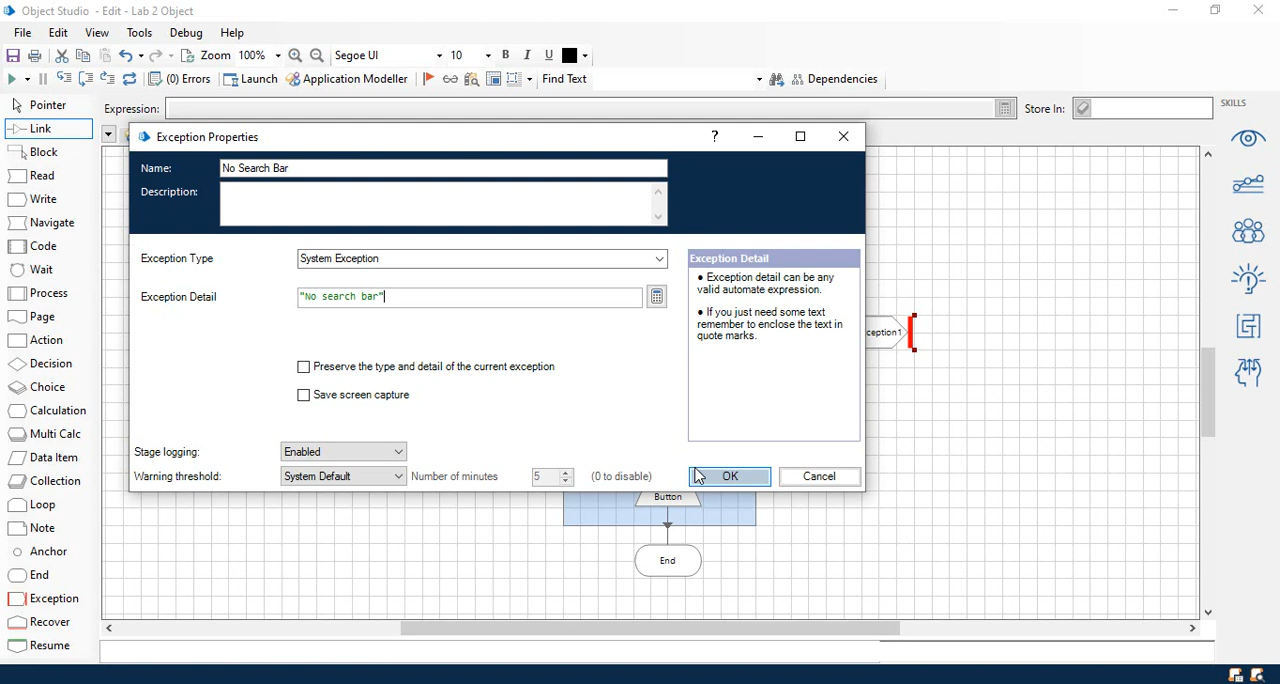 Object Studio - Edit - Lab 2 Object
File Edit View Tools Debug Help
Zoom 100% Segoe UI 10 B I U
(0) Errors Launch Application Modeller Find Text Dependencies
Pointer
Link
Block
Read
Write
Navigate
Code
Wait
Process
Page
Action
Decision
Choice
Calculation
Multi Calc
Data Item
Collection
Loop
Note
Anchor
End
Exception
Recover
Resume
Expression: Store In: SKILLS
Exception Properties ?
Name: No Search Bar
Description:
Exception Type System Exception
Exception Detail "No search bar"
Preserve the type and detail of the current exception
Save screen capture
Exception Detail
• Exception detail can be any
valid automate expression.
• If you just need some text
remember to enclose the text in
quote marks.
Stage logging: Enabled
Warning threshold: System Default Number of minutes 5 (0 to disable) OK Cancel
ception1
Button
End